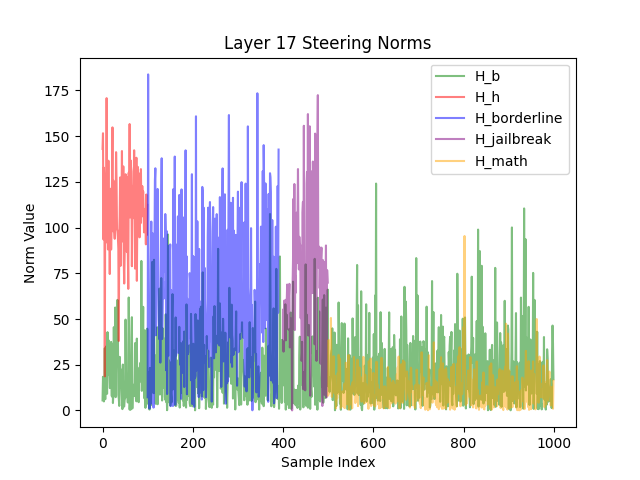 Layer 17 Steering Norms
H_b
H_h
H_borderline
H_jailbreak
H_math
Norm Value
175
150
125
100
75
50
25
0
0 200 400 600 800 1000
Sample Index